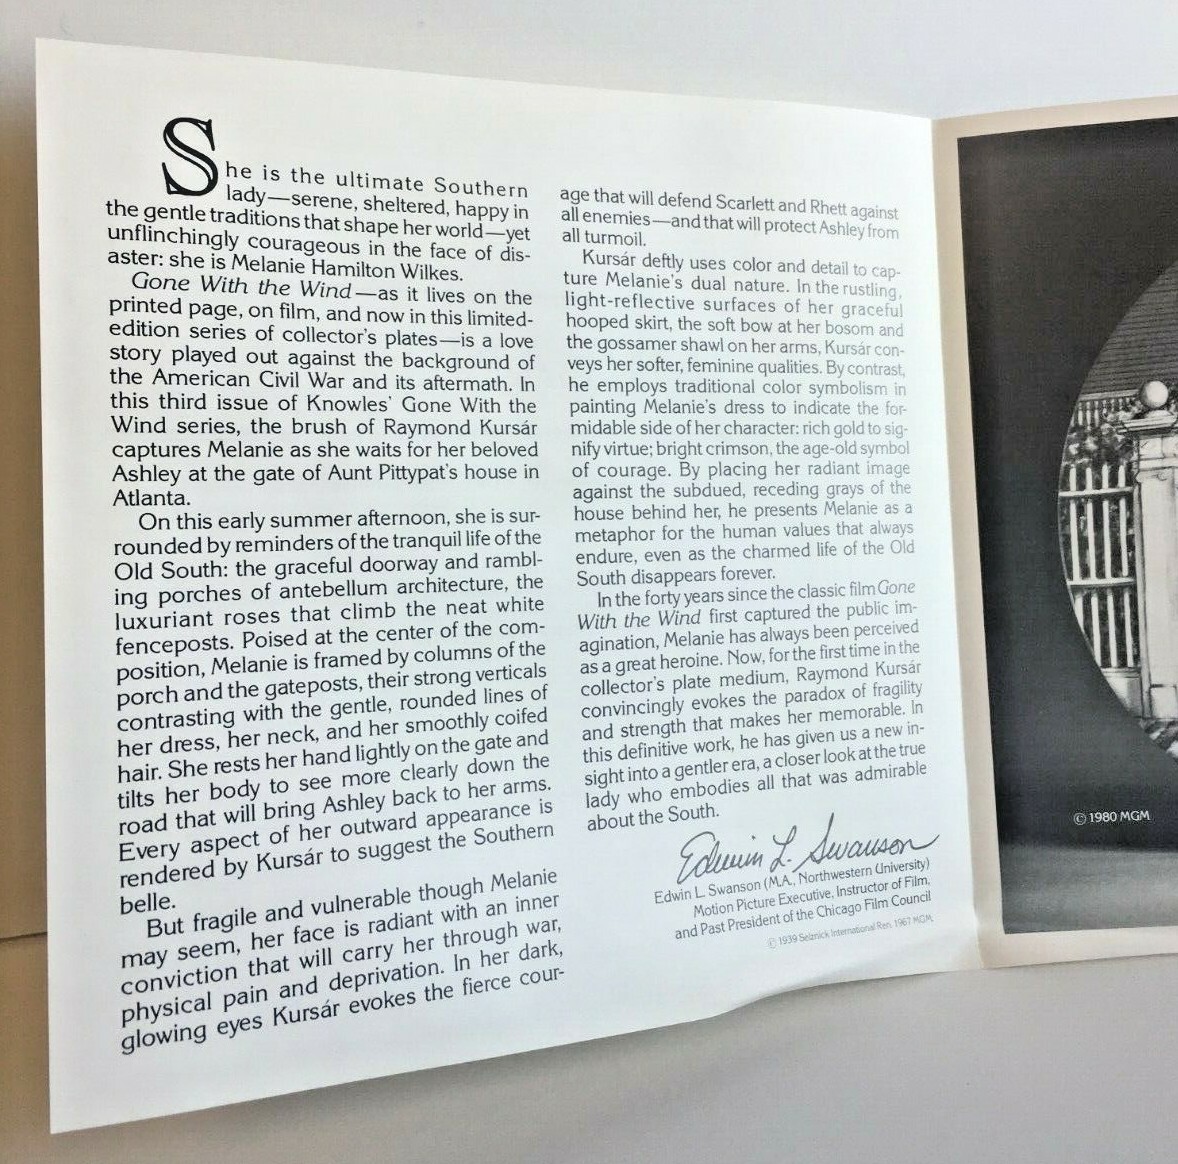 She is the ultimate Southern
lady—serene, sheltered, happy in
the gentle traditions that shape her world—yet
unflinchingly courageous in the face of dis-
aster: she is Melanie Hamilton Wilkes.
Gone With the Wind—as it lives on the
printed page, on film, and now in this limited-
edition series of collector's plates—is a love
story played out against the background of
the American Civil War and its aftermath. In
this third issue of Knowles' Gone With the
Wind series, the brush of Raymond Kursár
captures Melanie as she waits for her beloved
Ashley at the gate of Aunt Pittypat's house in
Atlanta.
On this early summer afternoon, she is sur-
rounded by reminders of the tranquil life of the
Old South: the graceful doorway and rambl-
ing porches of antebellum architecture, the
luxuriant roses that climb the neat white
fenceposts. Poised at the center of the com-
position, Melanie is framed by columns of the
porch and the gateposts, their strong verticals
contrasting with the gentle, rounded lines of
her dress, her neck, and her smoothly coifed
hair. She rests her hand lightly on the gate and
tilts her body to see more clearly down the
road that will bring Ashley back to her arms.
Every aspect of her outward appearance is
rendered by Kursár to suggest the Southern
belle.
But fragile and vulnerable though Melanie
may seem, her face is radiant with an inner
conviction that will carry her through war,
physical pain and deprivation. In her dark,
glowing eyes Kursár evokes the fierce cour-
age that will defend Scarlett and Rhett against
all enemies—and that will protect Ashley from
all turmoil.
Kursár deftly uses color and detail to cap-
ture Melanie's dual nature. In the rustling,
light-reflective surfaces of her graceful
hooped skirt, the soft bow at her bosom and
the gossamer shawl on her arms, Kursár con-
veys her softer, feminine qualities. By contrast,
he employs traditional color symbolism in
painting Melanie's dress to indicate the for-
midable side of her character: rich gold to sig-
nify virtue; bright crimson, the age-old symbol
of courage. By placing her radiant image
against the subdued, receding grays of the
house behind her, he presents Melanie as a
metaphor for the human values that always
endure, even as the charmed life of the Old
South disappears forever.
In the forty years since the classic film Gone
With the Wind first captured the public im-
agination, Melanie has always been perceived
as a great heroine. Now, for the first time in the
collector's plate medium, Raymond Kursár
convincingly evokes the paradox of fragility
and strength that makes her memorable. In
this definitive work, he has given us a new in-
sight into a gentler era, a closer look at the true
lady who embodies all that was admirable
about the South.
Edwin L. Swanson
Edwin L. Swanson (M.A., Northwestern University)
Motion Picture Executive, Instructor of Film,
and Past President of the Chicago Film Council
© 1939 Selznick International Ren. 1967 MGM
© 1980 MGM